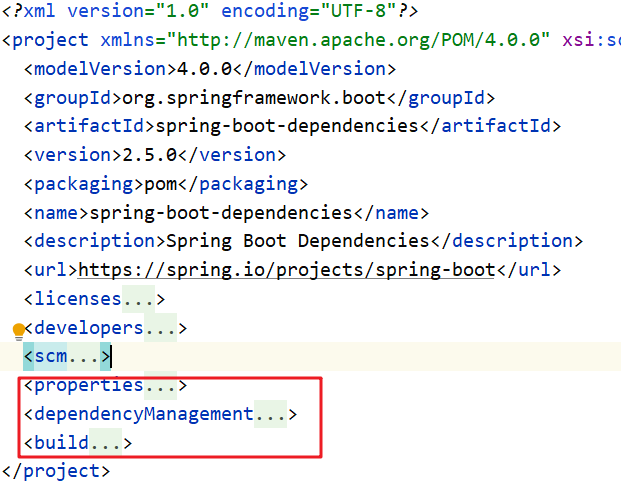 <?xml version="1.0" encoding="UTF-8"?>
<project xmlns="http://maven.apache.org/POM/4.0.0" xsi:sc
<modelVersion>4.0.0</modelVersion>
<groupId>org.springframework.boot</groupId>
<artifactId>spring-boot-dependencies</artifactId>
<version>2.5.0</version>
<packaging>pom</packaging>
<name>spring-boot-dependencies</name>
<description>Spring Boot Dependencies</description>
<url>https://spring.io/projects/spring-boot</url>
<licenses...>
<developers...>
<scm...>
<properties...>
<dependencyManagement...>
<build...>
</project>